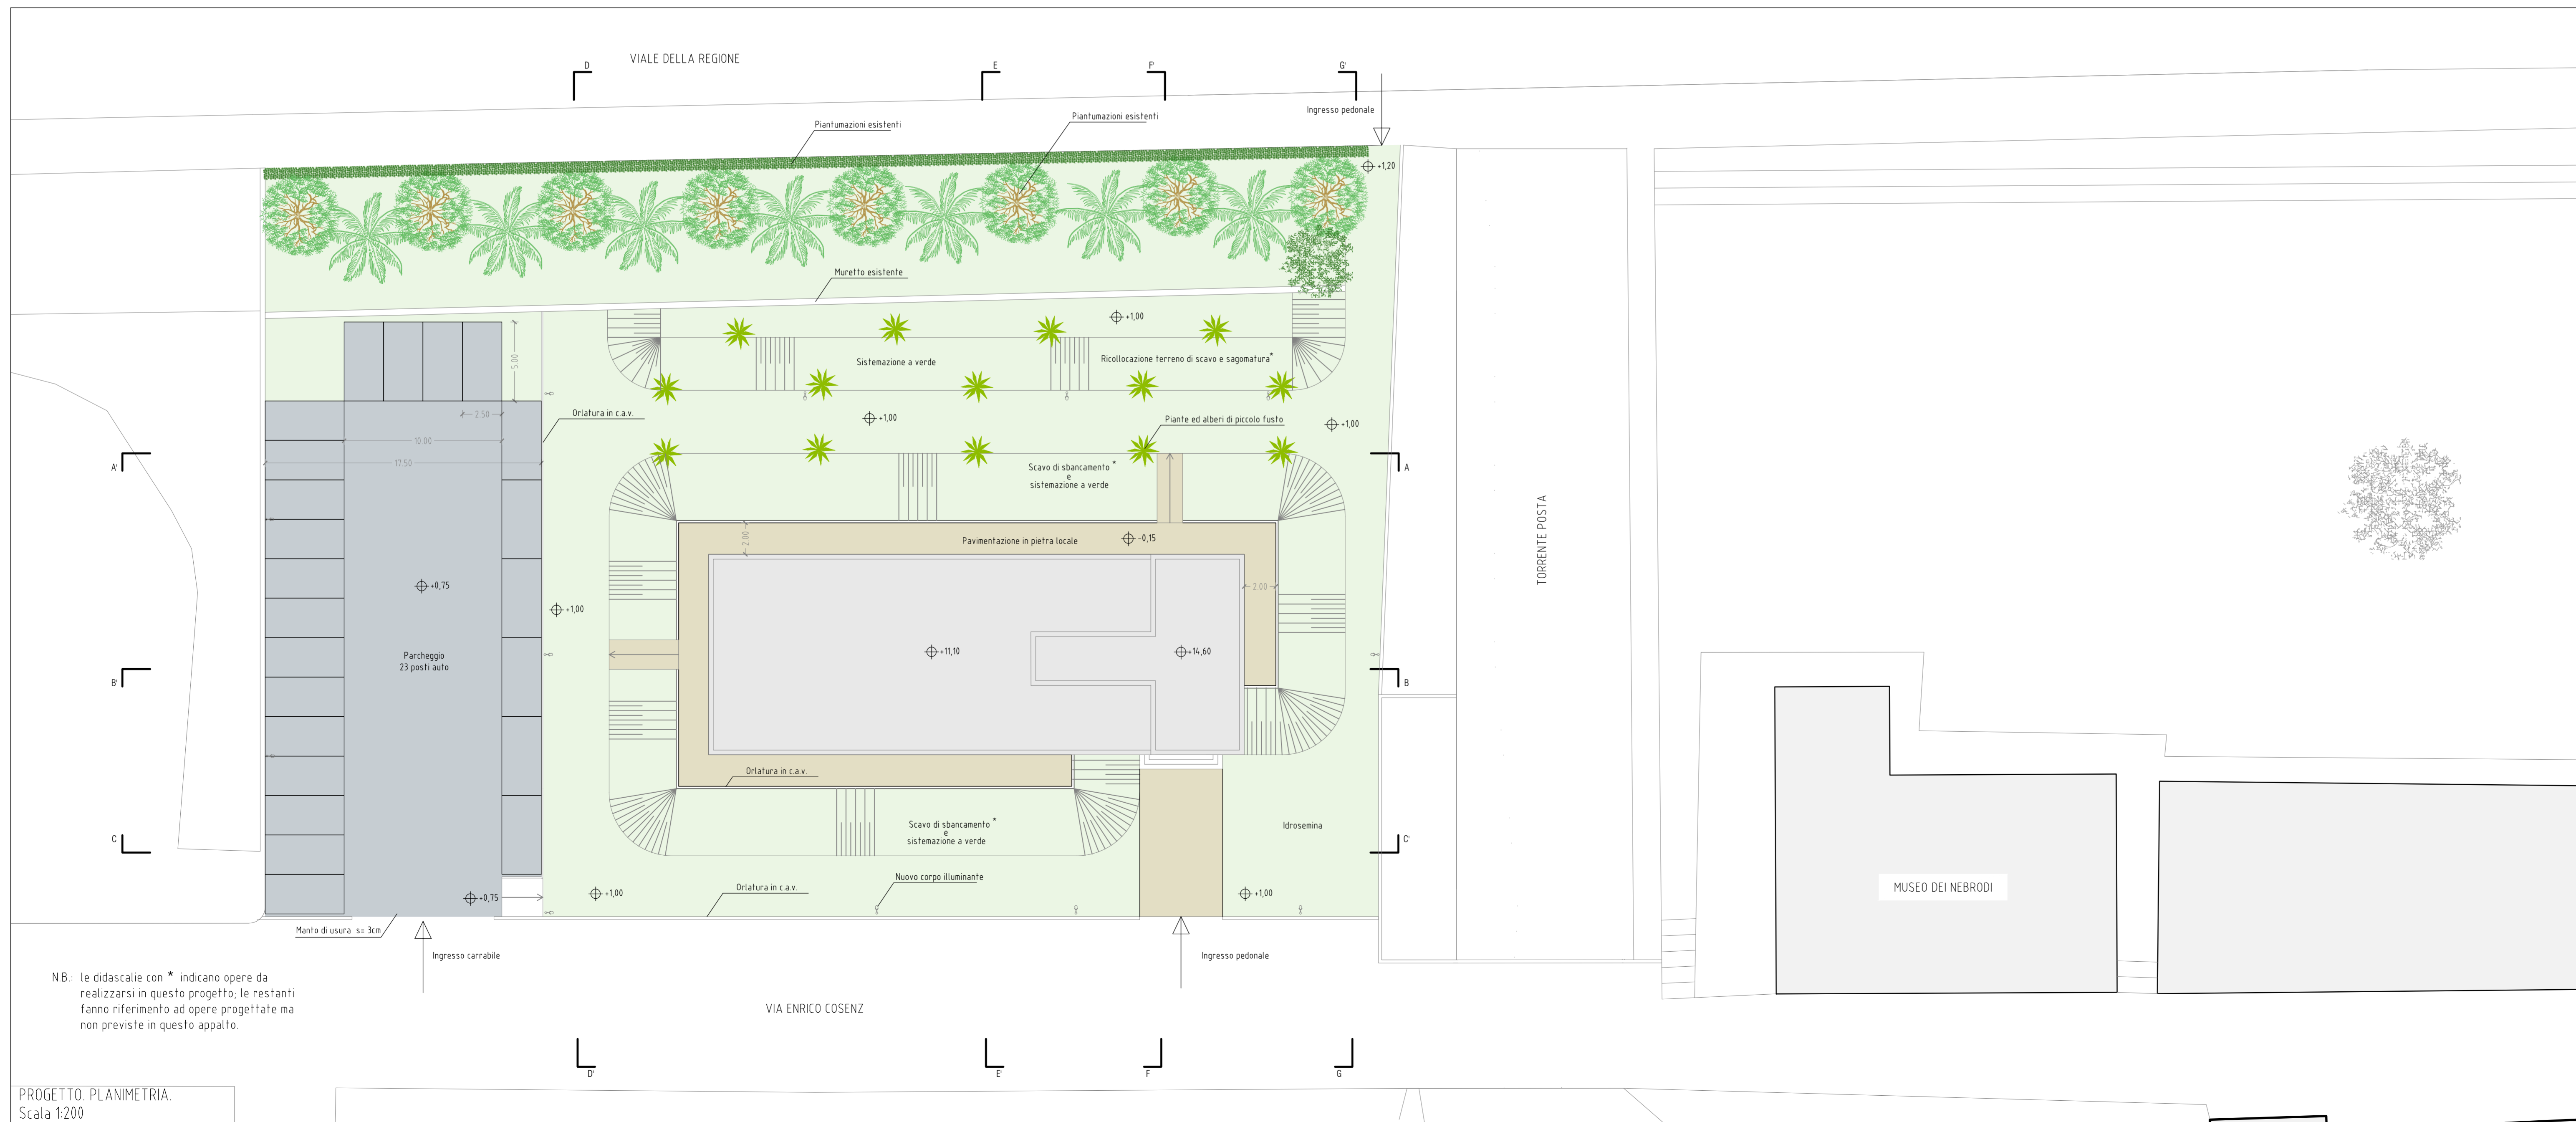 VIALE DELLA REGIONE
D
E
F'
G'
Ingresso pedonale
Piantumazioni esistenti
Piantumazioni esistenti
+1,20
Muretto esistente
+1,00
5.00
Sistemazione a verde
Ricollocazione terreno di scavo e sagomatura*
2.50
Orlatura in c.a.v.
+1,00
Piante ed alberi di piccolo fusto
+1,00
10.00
17.50
A'
A
Scavo di sbancamento *
e
sistemazione a verde
TORRENTE POSTA
2.00
Pavimentazione in pietra locale
-0,15
+0,75
2.00
+1,00
Parcheggio
23 posti auto
+11,10
+14,60
B'
B
Orlatura in c.a.v.
Scavo di sbancamento *
e
sistemazione a verde
Idrosemina
C
C'
Nuovo corpo illuminante
MUSEO DEI NEBRODI
Orlatura in c.a.v.
+0,75
+1,00
+1,00
Manto di usura s= 3cm
Ingresso carrabile
Ingresso pedonale
N.B.: le didascalie con * indicano opere da
realizzarsi in questo progetto; le restanti
fanno riferimento ad opere progettate ma
non previste in questo appalto.
VIA ENRICO COSENZ
D'
E'
F
G
PROGETTO. PLANIMETRIA.
Scala 1:200